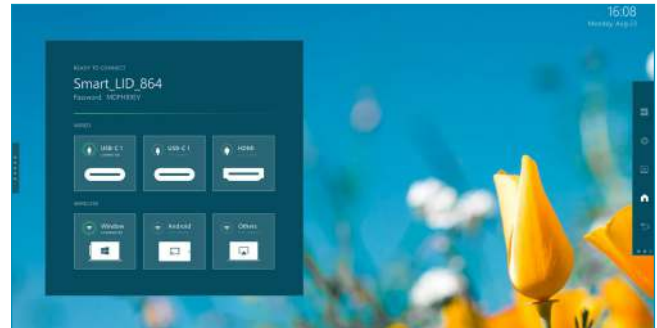 16:08
Monday, Aug 23
READY TO CONNECT
Smart_LID_864
Password
WIRED
USB-C 1
USB-C 1
HDMI
WIRELESS
Window
Android
Others